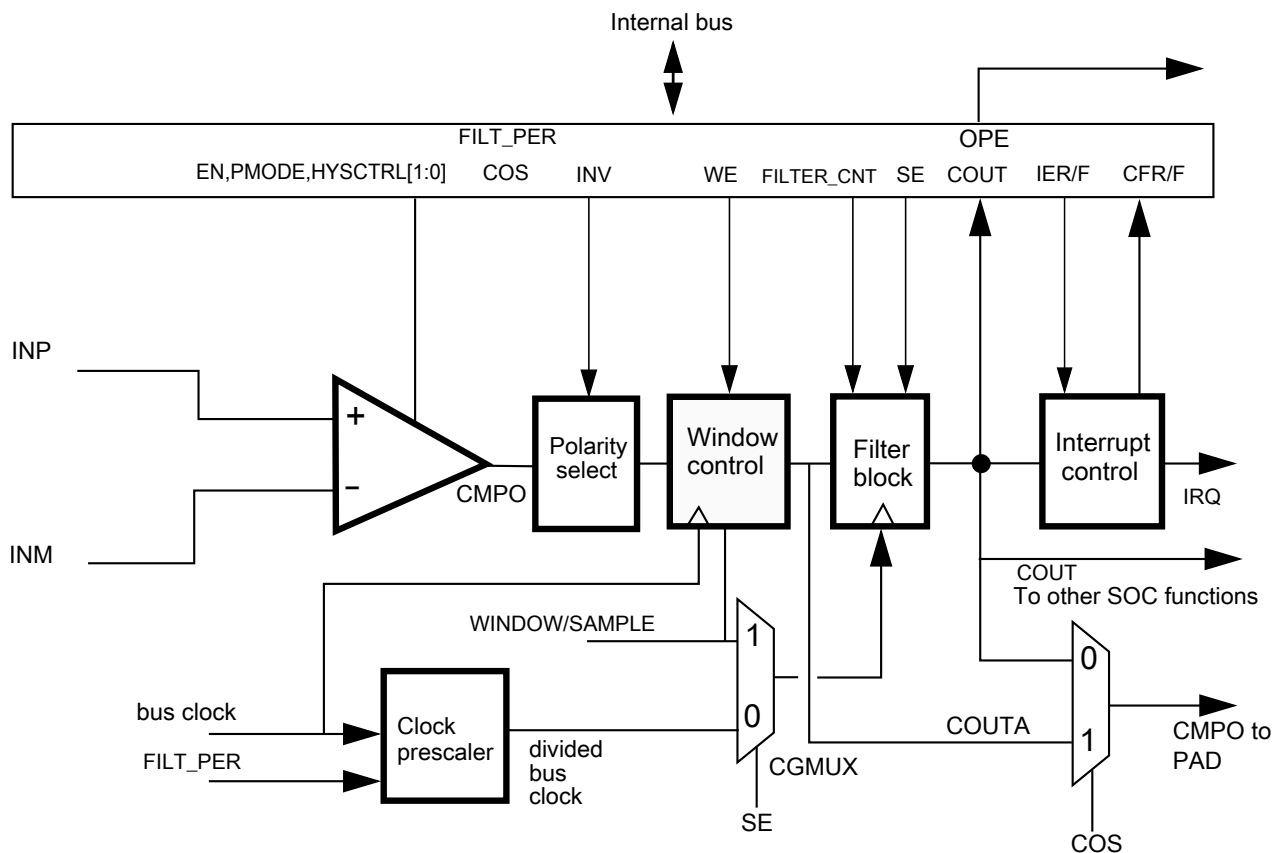 Internal bus
FILT_PER
OPE
EN,PMODE,HYSCTRL[1:0]
COS
INV
WE
FILTER_CNT
SE
COUT
IER/F
CFR/F
INP
+
−
INM
CMPO
Polarity
select
Window
control
Filter
block
Interrupt
control
IRQ
COUT
To other SOC functions
WINDOW/SAMPLE
1
0
CGMUX
SE
bus clock
FILT_PER
Clock
prescaler
divided
bus
clock
COUTA
0
1
CMPO to
PAD
COS